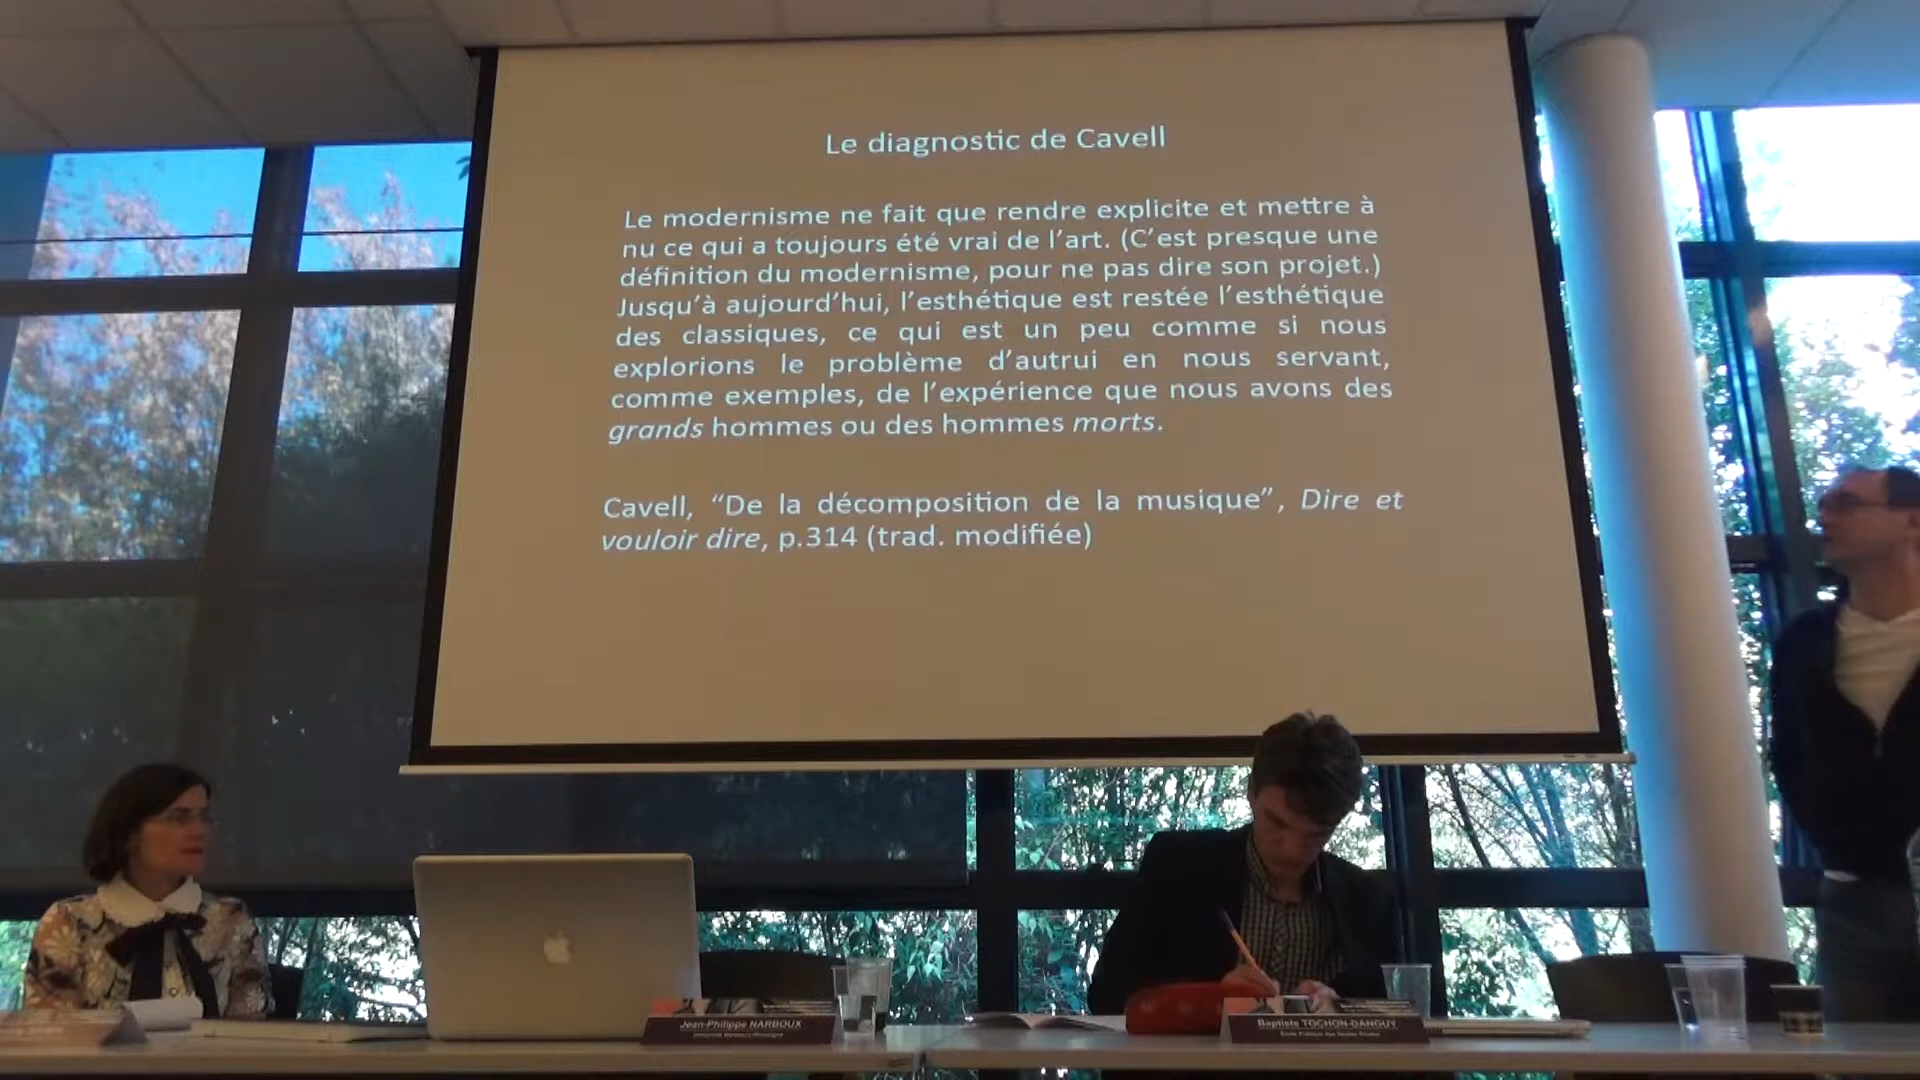 Le diagnostic de Cavell
Le modernisme ne fait que rendre explicite et mettre à
nu ce qui a toujours été vrai de l’art. (C’est presque une
définition du modernisme, pour ne pas dire son projet.)
Jusqu’à aujourd’hui, l’esthétique est restée l’esthétique
des classiques, ce qui est un peu comme si nous
explorions le problème d’autrui en nous servant,
comme exemples, de l’expérience que nous avons des
grands hommes ou des hommes morts.
Cavell, “De la décomposition de la musique”, Dire et
vouloir dire, p.314 (trad. modifiée)
Jean-Philippe NARBOUX
Baptiste TOCHON-DANGUY